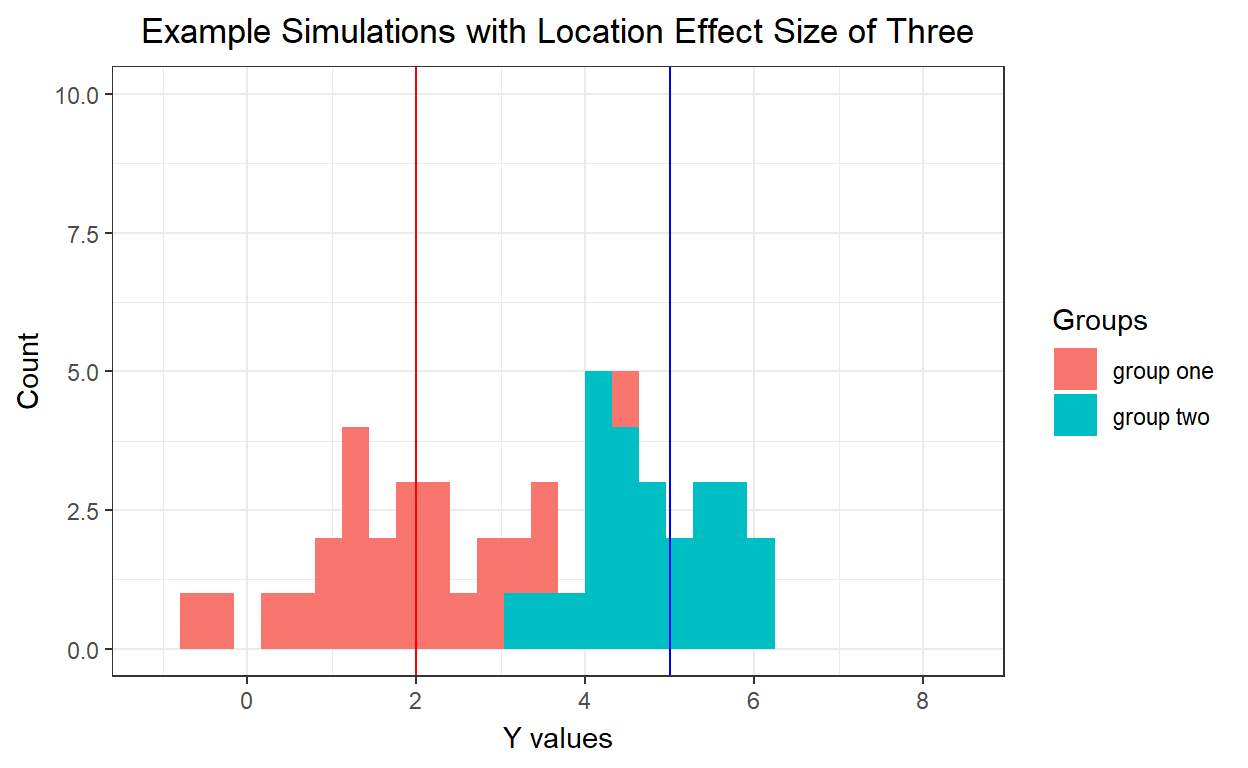 Example Simulations with Location Effect Size of Three
10.0
7.5
5.0
2.5
0.0
Count
0 2 4 6 8
Y values
Groups
group one
group two